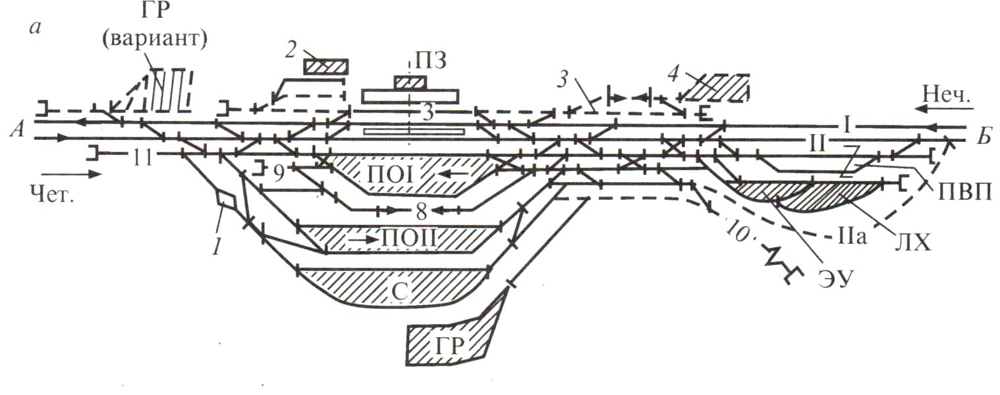 а
ГР
(вариант)
2
ПЗ
3
4
Неч.
3
I
А
II
Б
11
9
ПОI
ПВП
Чет.
8
1
ПОII
10
IIа
ЛХ
ЭУ
С
ГР